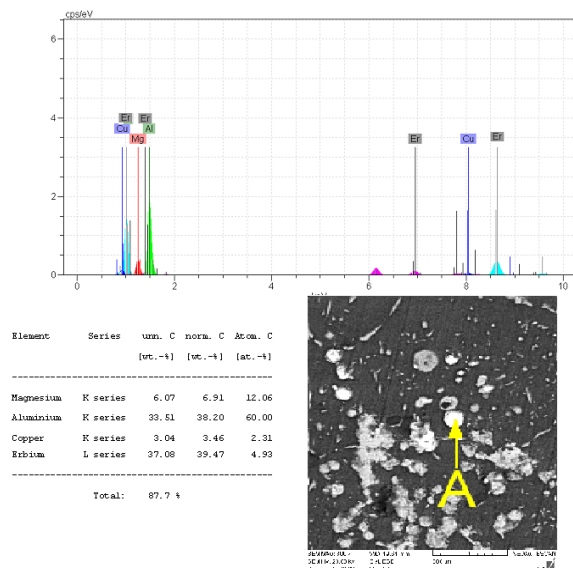 cps/eV
6
Er Er
Cu Al
4
Mg Er Cu Er
2
0
0 2 4 6 8 10
Element Series unn. C norm. C Atom. C
[wt.-%] [wt.-%] [at.-%]
Magnesium K series 6.07 6.91 12.06
Aluminium K series 33.51 38.20 60.00
Copper K series 3.04 3.46 2.31
Erbium L series 37.08 39.47 4.93
Total: 87.7 %
A